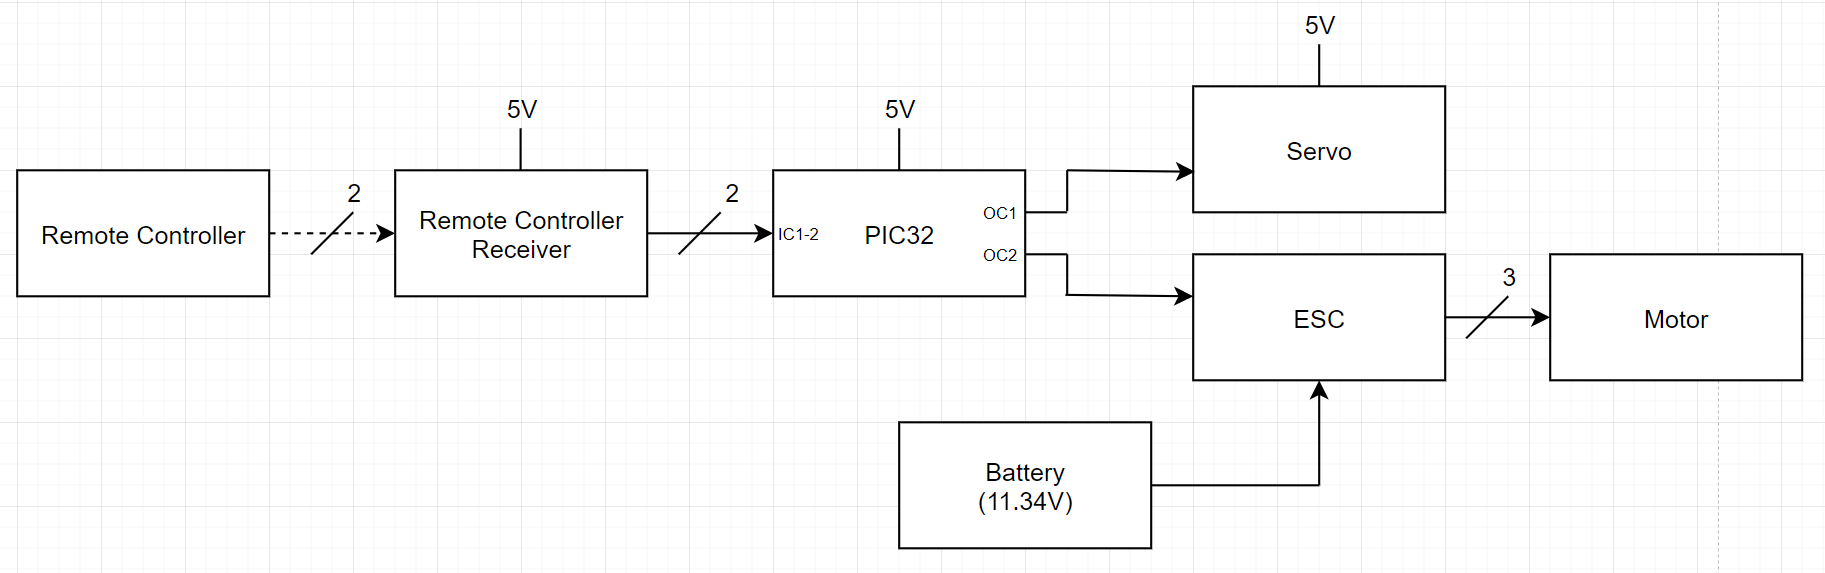 5V
5V
5V
2
2
Remote Controller
Remote Controller
Receiver
IC1-2
PIC32
OC1
OC2
Servo
ESC
3
Motor
Battery
(11.34V)